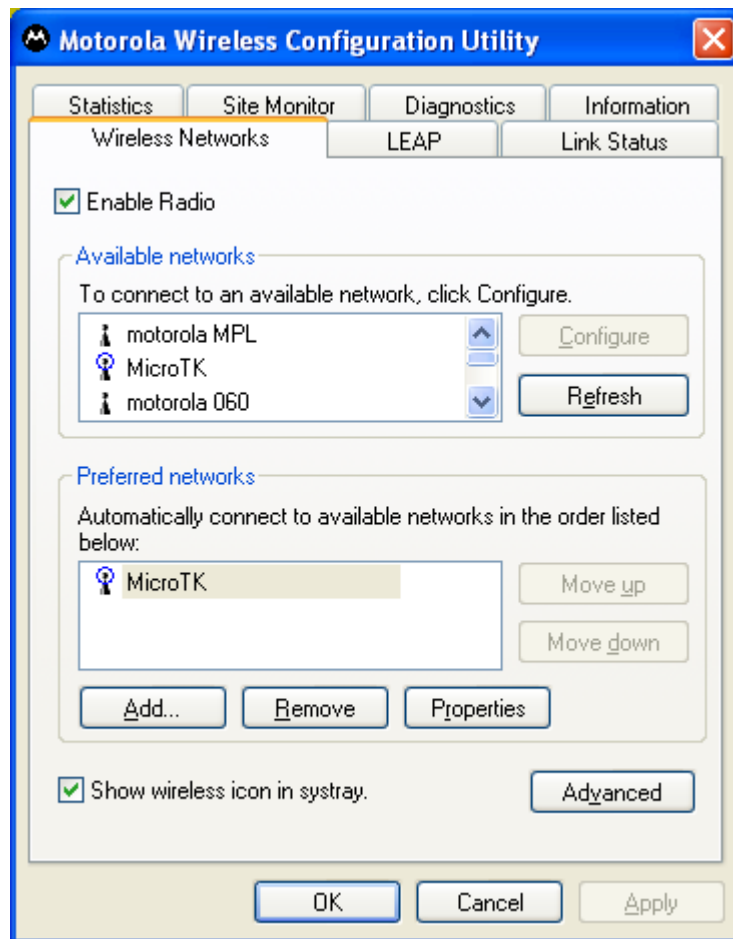 Motorola Wireless Configuration Utility
Statistics Site Monitor Diagnostics Information
Wireless Networks LEAP Link Status
Enable Radio
Available networks
To connect to an available network, click Configure.
motorola MPL
MicroTK
motorola 060
Configure
Refresh
Preferred networks
Automatically connect to available networks in the order listed
below:
MicroTK
Move up
Move down
Add... Remove Properties
Show wireless icon in systray.
Advanced
OK Cancel Apply